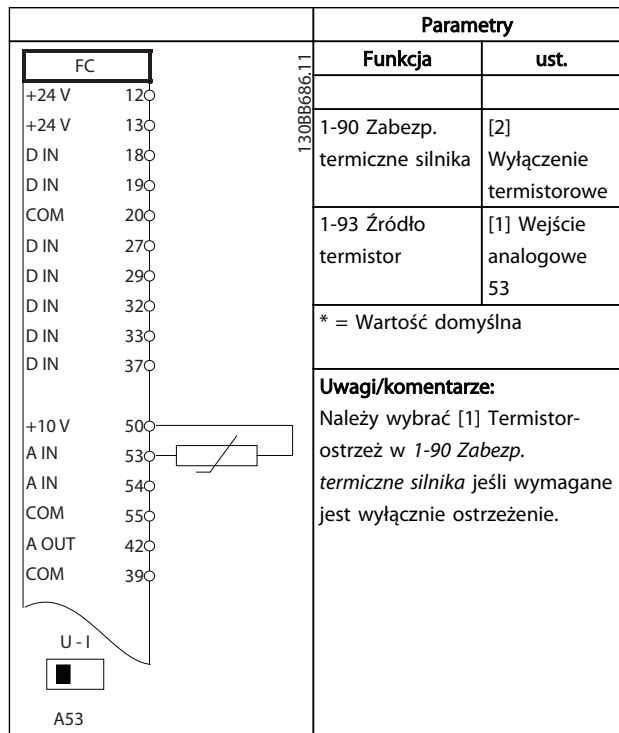 FC
+24 V 12
+24 V 13
D IN 18
D IN 19
COM 20
D IN 27
D IN 29
D IN 32
D IN 33
D IN 37
+10 V 50
A IN 53
A IN 54
COM 55
A OUT 42
COM 39
U - I
A53
130BB686.11
Parametry
Funkcja ust.
1-90 Zabezp. [2]
termiczne silnika Wyłączenie
termistorowe
1-93 Źródło [1] Wejście
termistor analogowe
53
* = Wartość domyślna
Uwagi/komentarze:
Należy wybrać [1] Termistor-
ostrzeż w 1-90 Zabezp.
termiczne silnika jeśli wymagane
jest wyłącznie ostrzeżenie.